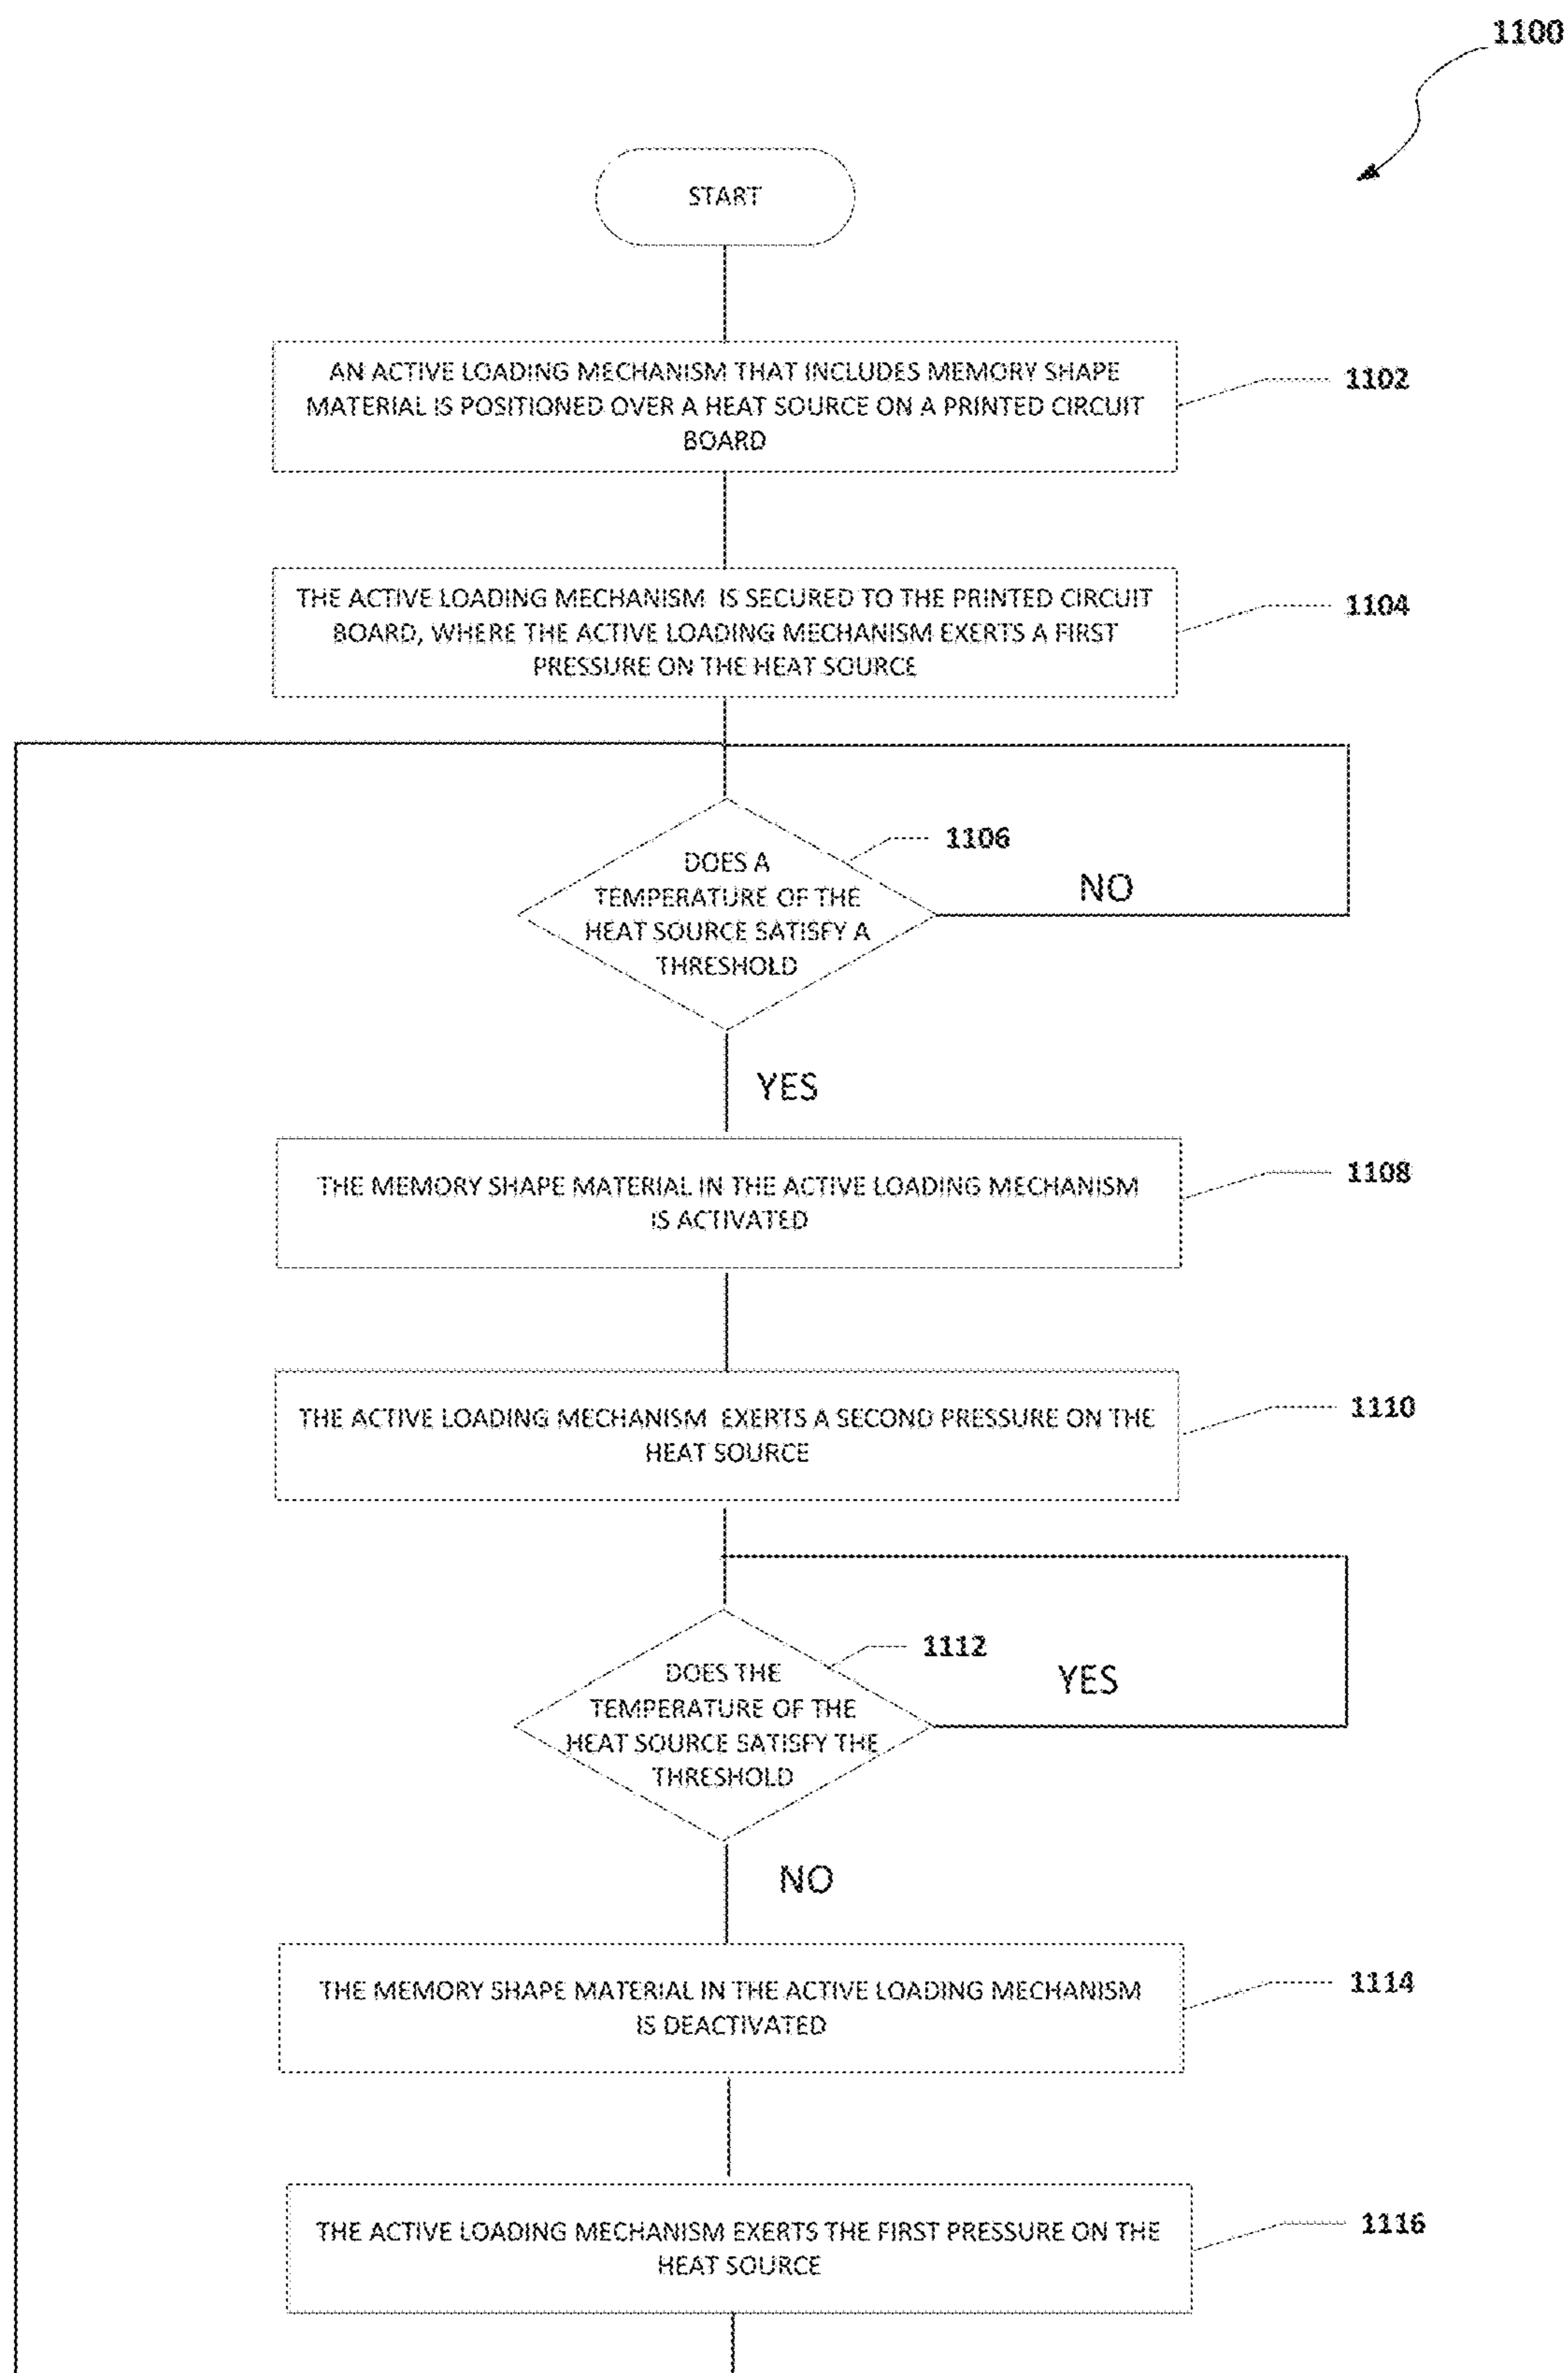 1100
START
AN ACTIVE LOADING MECHANISM THAT INCLUDES MEMORY SHAPE
MATERIAL IS POSITIONED OVER A HEAT SOURCE ON A PRINTED CIRCUIT
BOARD
1102
THE ACTIVE LOADING MECHANISM IS SECURED TO THE PRINTED CIRCUIT
BOARD, WHERE THE ACTIVE LOADING MECHANISM EXERTS A FIRST
PRESSURE ON THE HEAT SOURCE
1104
1106
DOES A
TEMPERATURE OF THE
HEAT SOURCE SATISFY A
THRESHOLD
NO
YES
THE MEMORY SHAPE MATERIAL IN THE ACTIVE LOADING MECHANISM
IS ACTIVATED
1108
THE ACTIVE LOADING MECHANISM EXERTS A SECOND PRESSURE ON THE
HEAT SOURCE
1110
1112
DOES THE
TEMPERATURE OF THE
HEAT SOURCE SATISFY THE
THRESHOLD
YES
NO
THE MEMORY SHAPE MATERIAL IN THE ACTIVE LOADING MECHANISM
IS DEACTIVATED
1114
THE ACTIVE LOADING MECHANISM EXERTS THE FIRST PRESSURE ON THE
HEAT SOURCE
1116